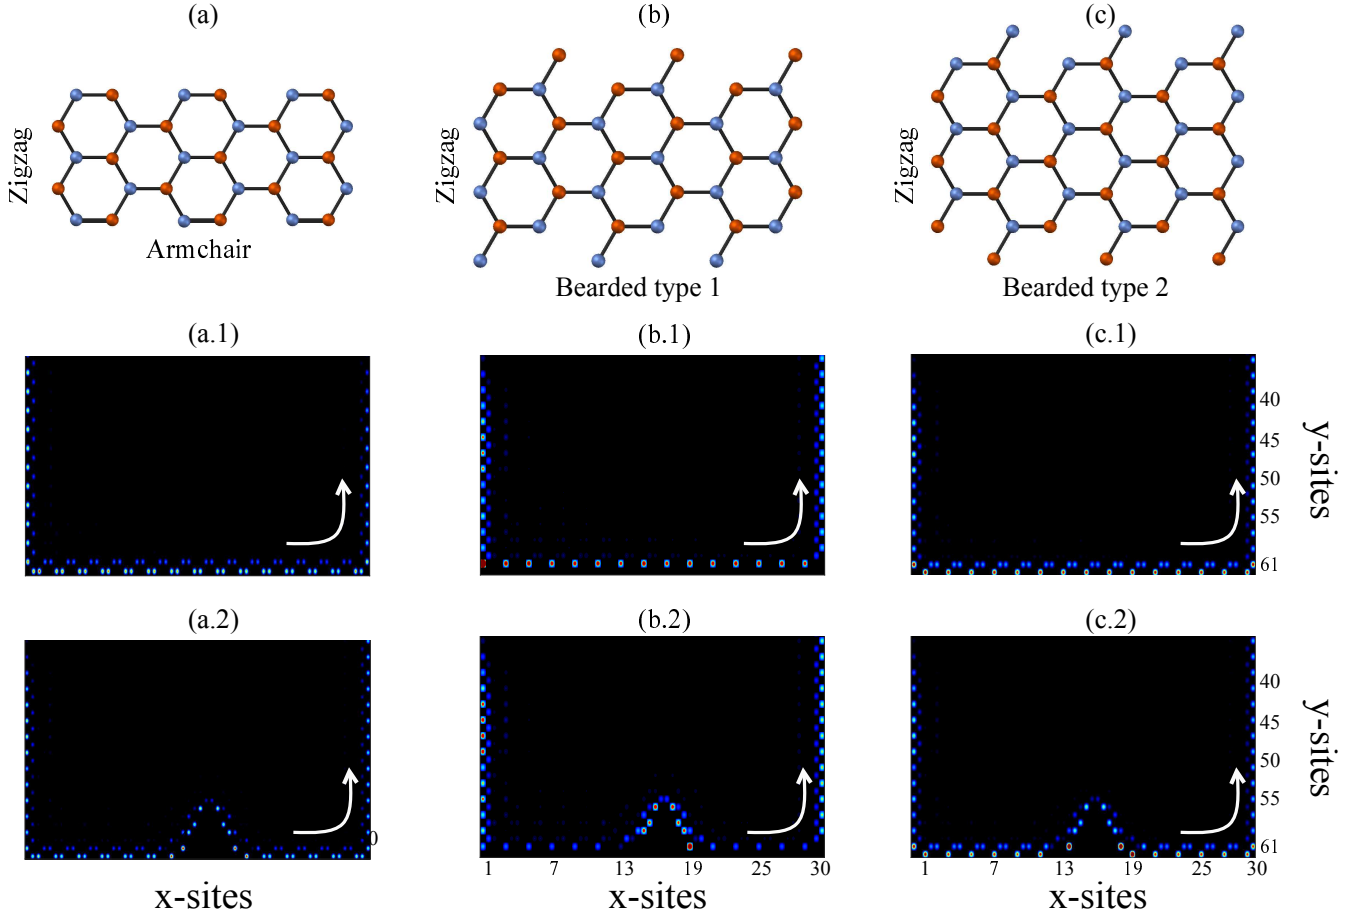 (a)
(b)
(c)
Zigzag
Zigzag
Zigzag
Armchair
Bearded type 1
Bearded type 2
(a.1)
(b.1)
(c.1)
40
45
50
55
61
y-sites
(a.2)
(b.2)
(c.2)
40
45
50
55
61
y-sites
0
1 7 13 19 25 30
1 7 13 19 25 30
x-sites
x-sites
x-sites